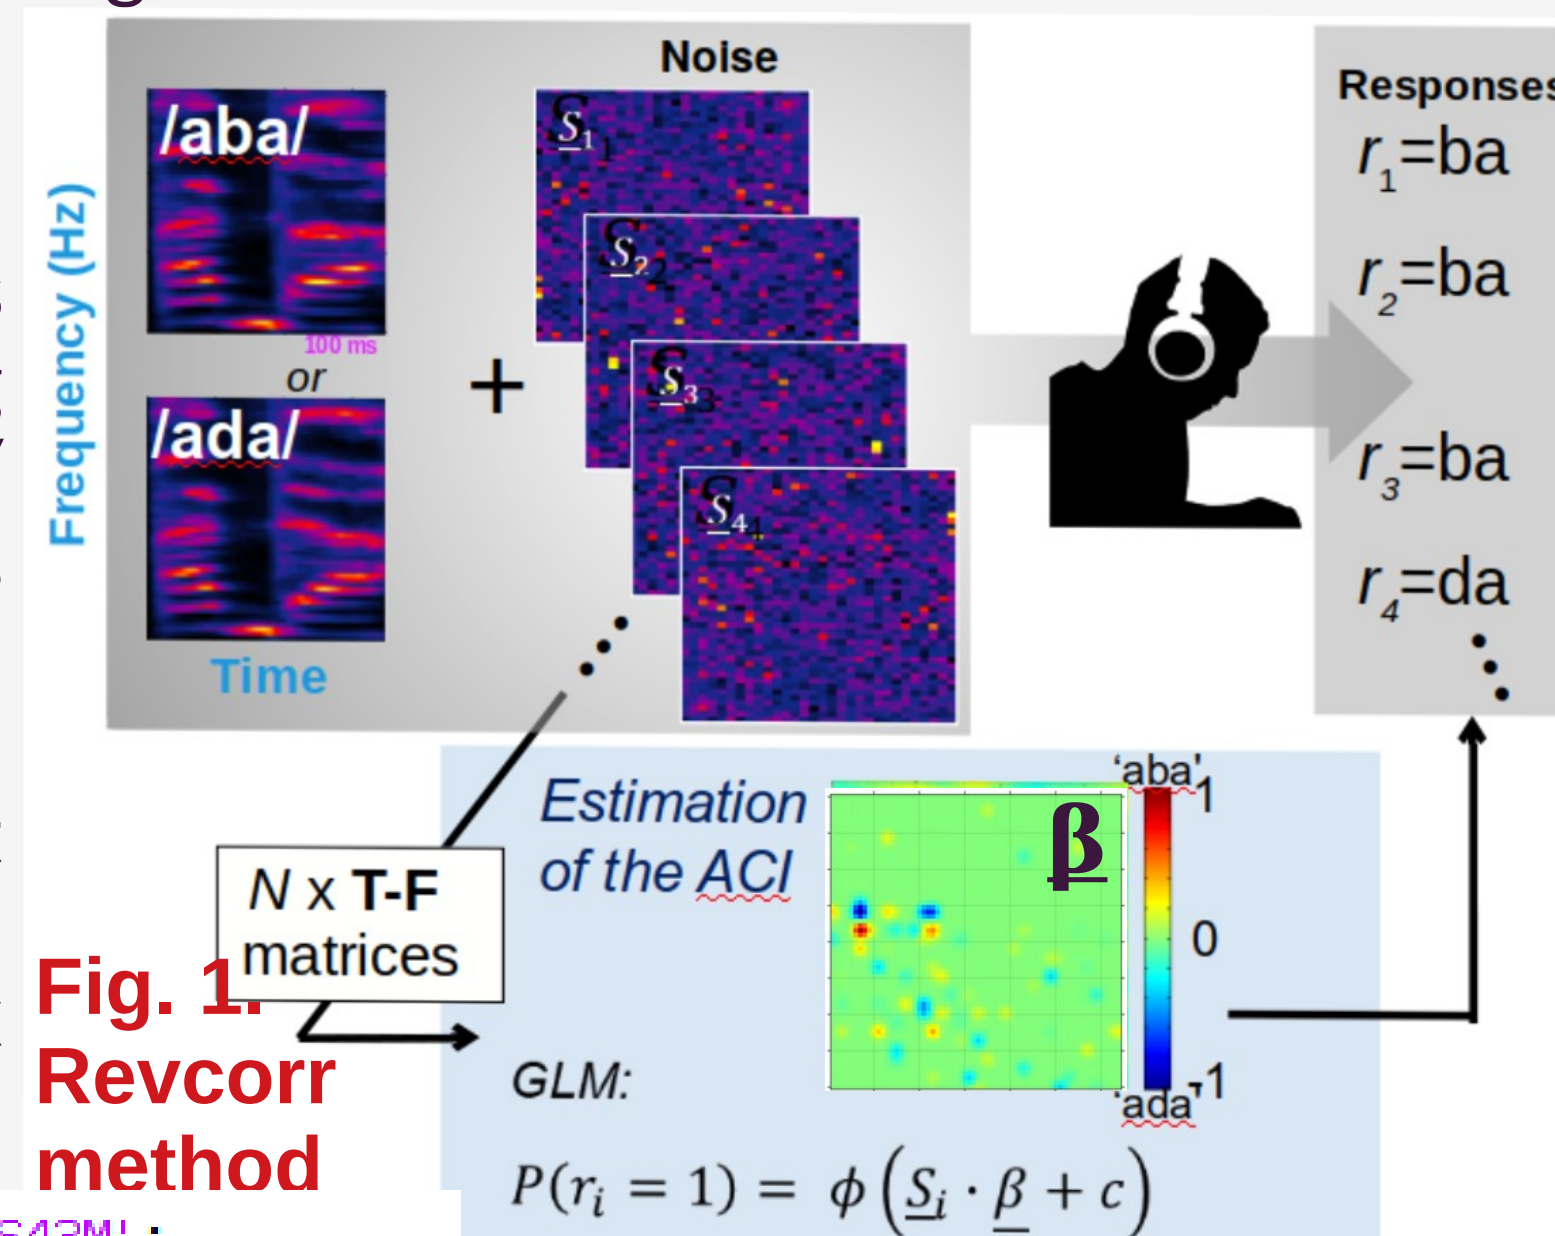 Noise
/aba/
100 ms
or
/ada/
Frequency (Hz)
Time
+
S1
S2
S3
S4
Responses
r1=ba
r2=ba
r3=ba
r4=da
N x T-F
matrices
Estimation
of the ACI
β
'aba'
1
0
-1
'ada'
GLM:
P(ri = 1) = ϕ(Si · β + c)
Fig. 1.
Revcorr
method